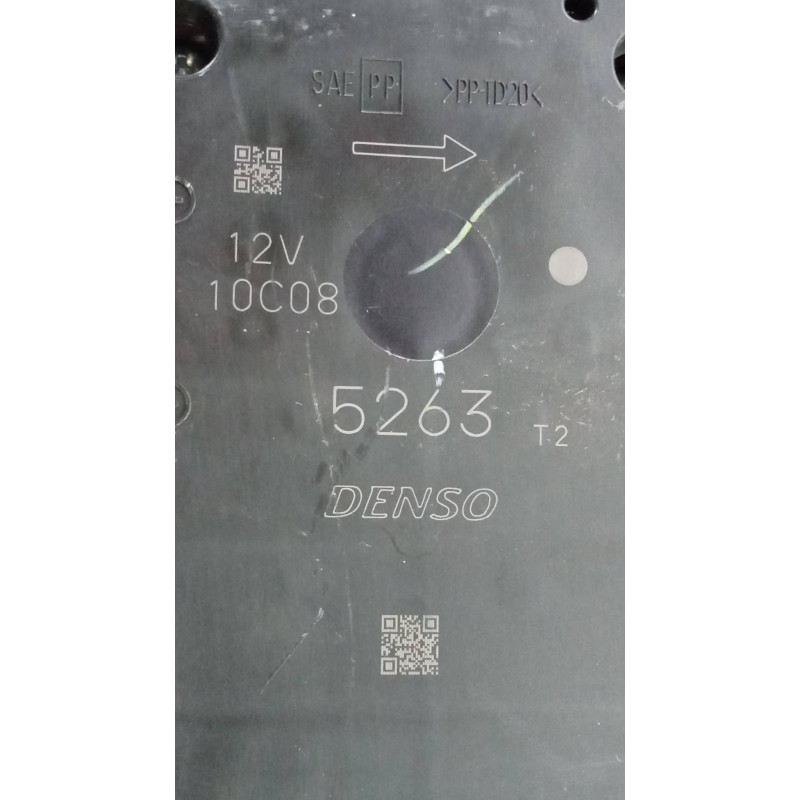 SAE PP >PP-TD20<
12V
10C08
5263 T2
DENSO